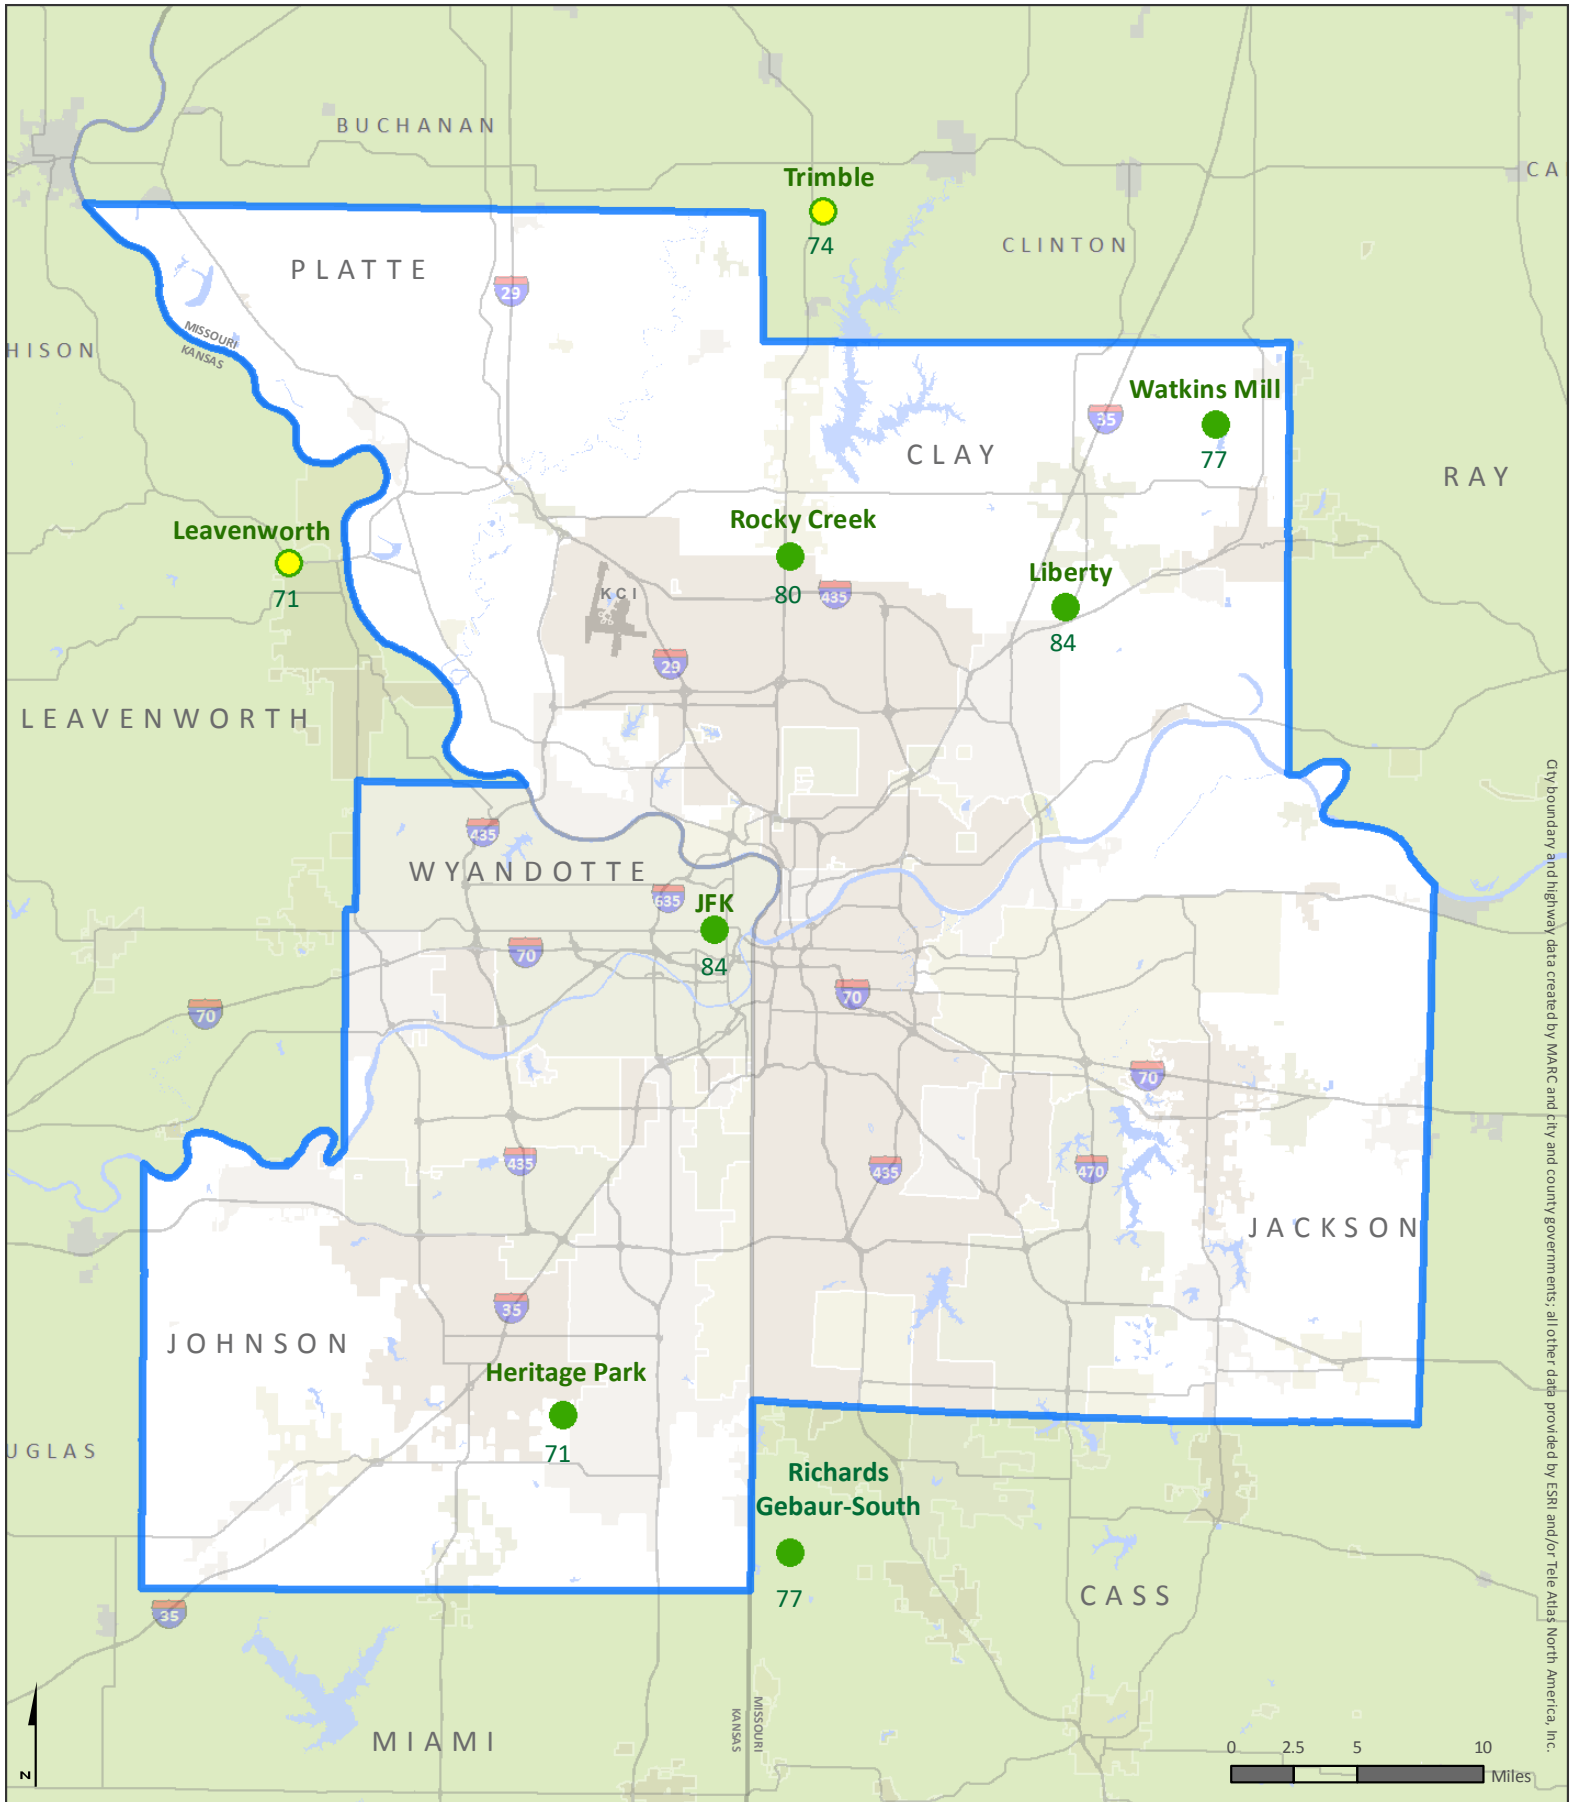 BUCHANAN
CA
Trimble
74
CLINTON
PLATTE
29
MISSOURI
KANSAS
HISON
Watkins Mill
35
77
CLAY
RAY
Rocky Creek
80
435
Leavenworth
71
Liberty
84
KCI
29
LEAVENWORTH
435
WYANDOTTE
635
JFK
84
70
70
70
70
435
435
470
JACKSON
35
JOHNSON
Heritage Park
71
UGLAS
Richards
Gebaur-South
77
CASS
35
MIAMI
KANSAS
MISSOURI
N
0 2.5 5 10
Miles
City boundary and highway data created by MARC and city and county governments; all other data provided by ESRI and/or Tele Atlas North America, Inc.